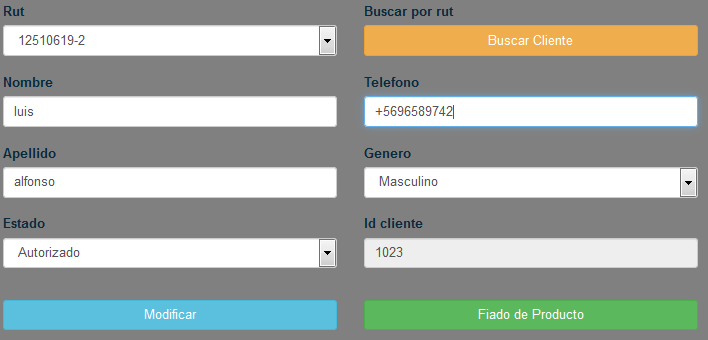 Rut
Buscar por rut
12510619-2
Buscar Cliente
Nombre
Telefono
luis
+5696589742
Apellido
Genero
alfonso
Masculino
Estado
Id cliente
Autorizado
1023
Modificar
Fiado de Producto